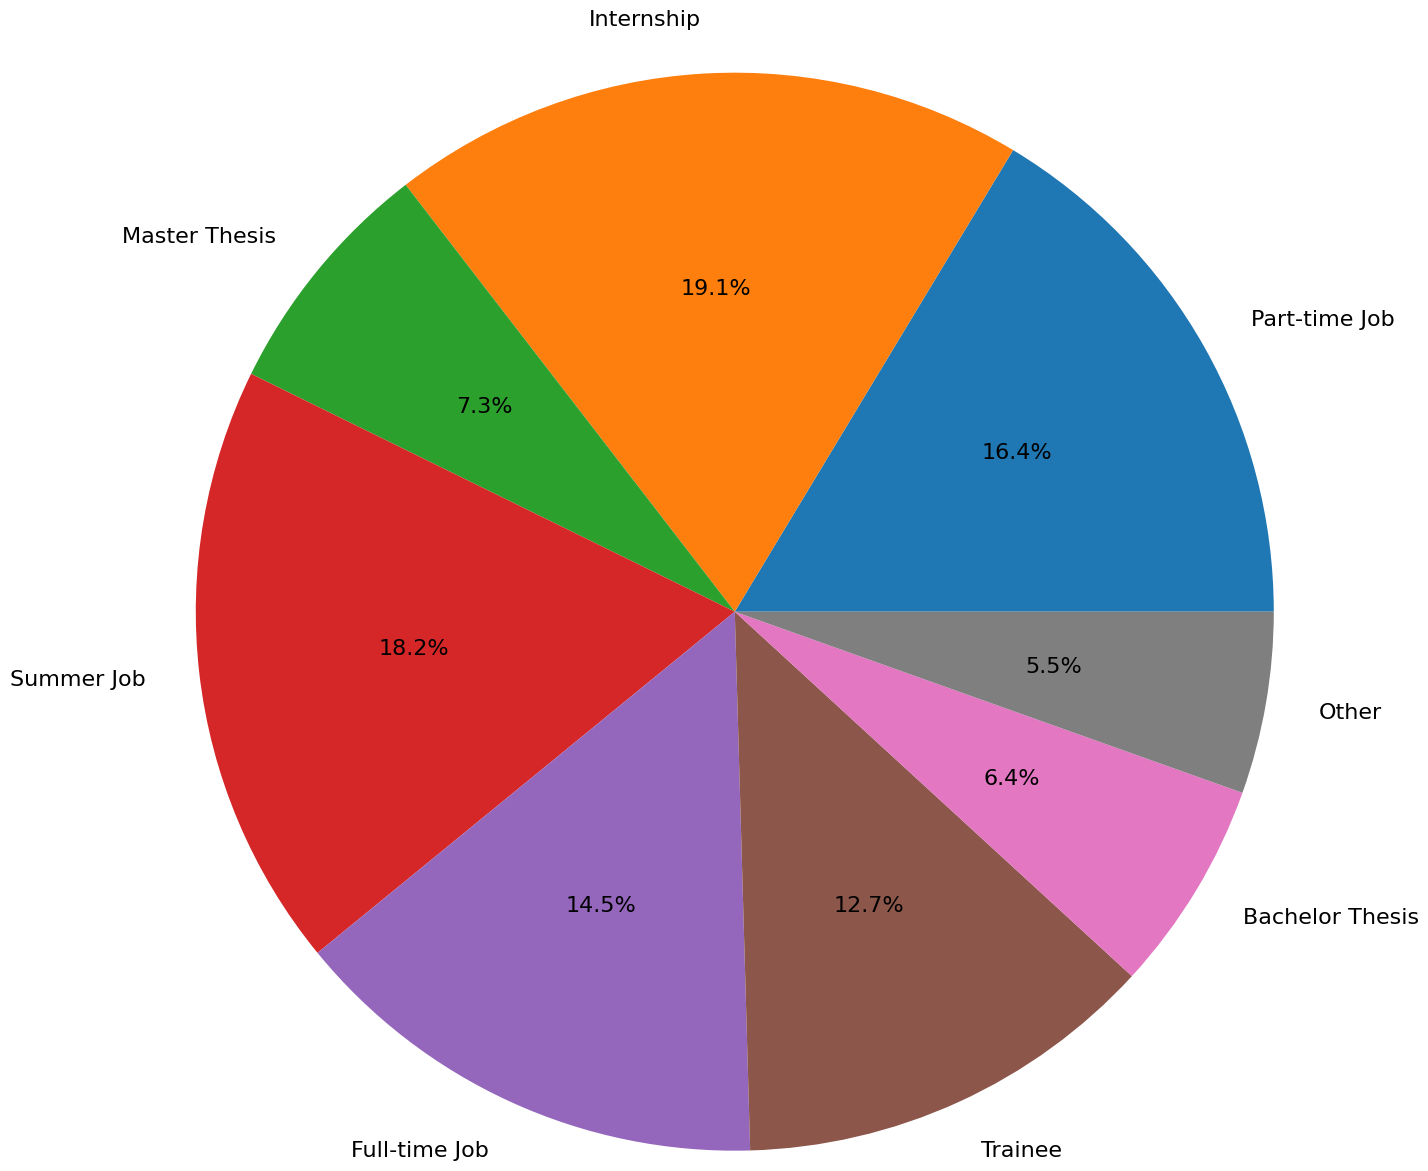 Internship
Master Thesis
19.1%
Part-time Job
7.3%
16.4%
18.2%
Summer Job
5.5%
Other
6.4%
14.5%
12.7%
Bachelor Thesis
Full-time Job
Trainee